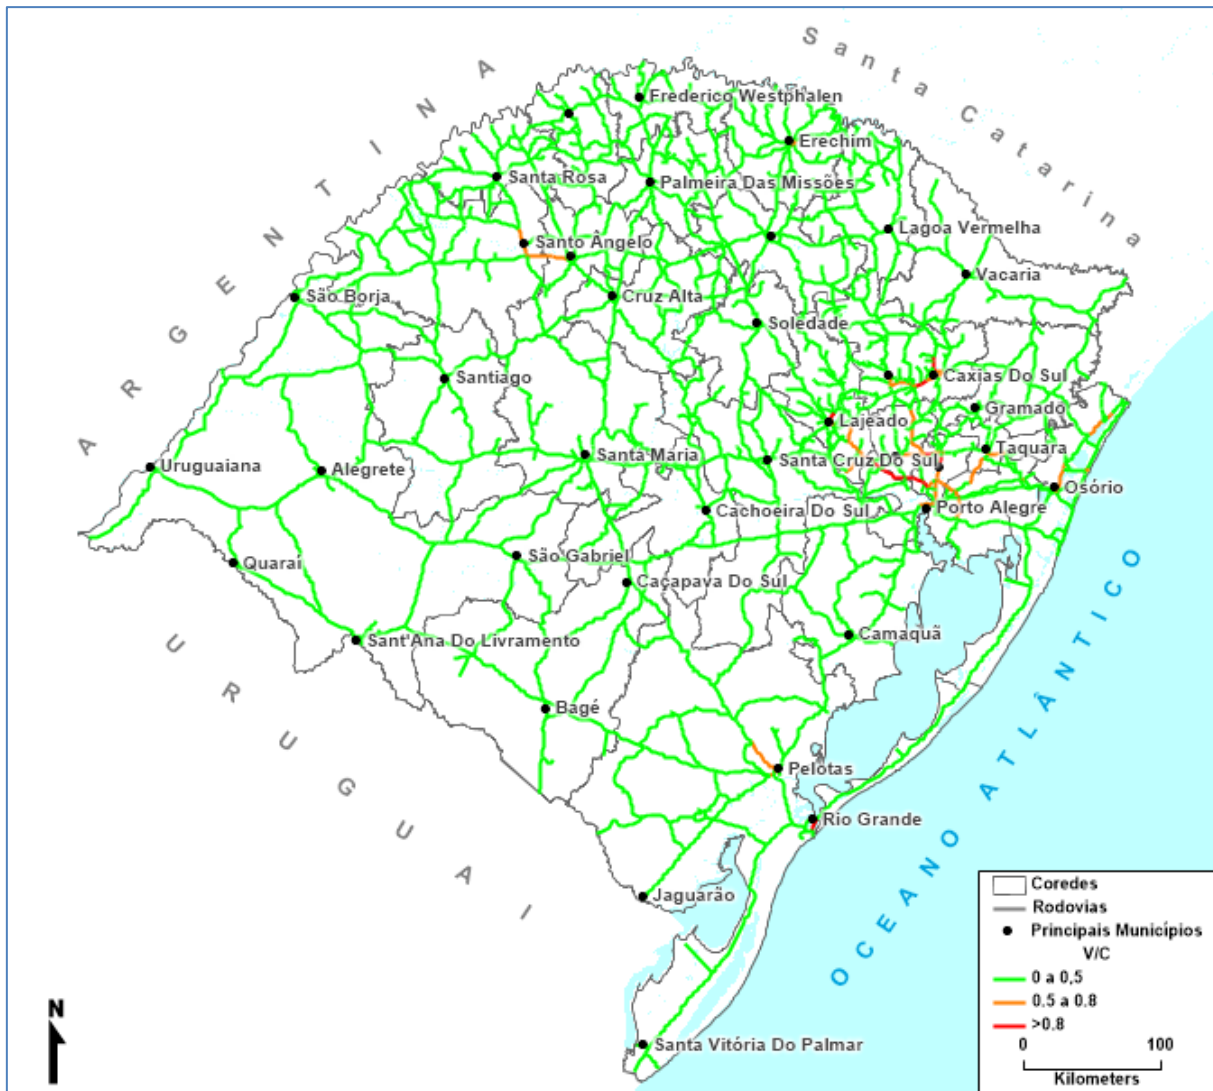 Santa Catarina
ARGENTINA
Frederico Westphalen
Erechim
Santa Rosa
Palmeira Das Missões
Lagoa Vermelha
Santo Ângelo
Vacaria
São Borja
Cruz Alta
Soledade
Santiago
Caxias Do Sul
Gramado
Lajeado
Taquara
Uruguaiana
Alegrete
Santa Maria
Santa Cruz Do Sul
Osório
Cachoeira Do Sul
Porto Alegre
Quaraí
São Gabriel
Caçapava Do Sul
Sant'Ana Do Livramento
Camaquã
URUGUAI
Bagé
OCEANO ATLÂNTICO
Pelotas
Rio Grande
Jaguarão
Santa Vitória Do Palmar
N
Coredes
Rodovias
Principais Municípios
V/C
0 a 0,5
0.5 a 0.8
>0.8
0 100
Kilometers